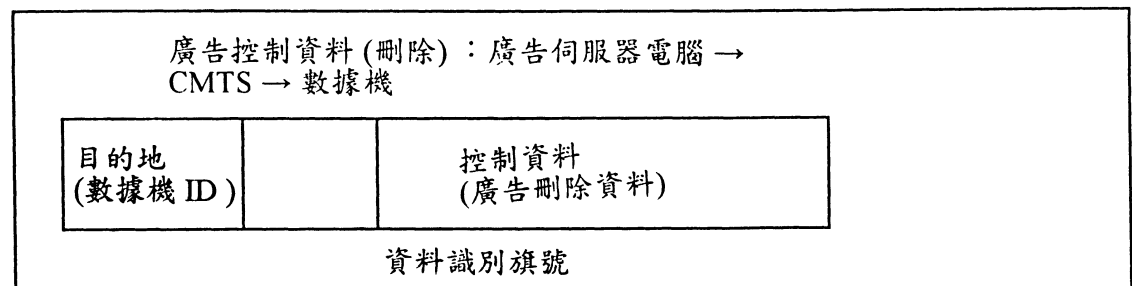 廣告控制資料 (刪除) ：廣告伺服器電腦 →
CMTS → 數據機
目的地
(數據機 ID )
控制資料
(廣告刪除資料)
資料識別旗號